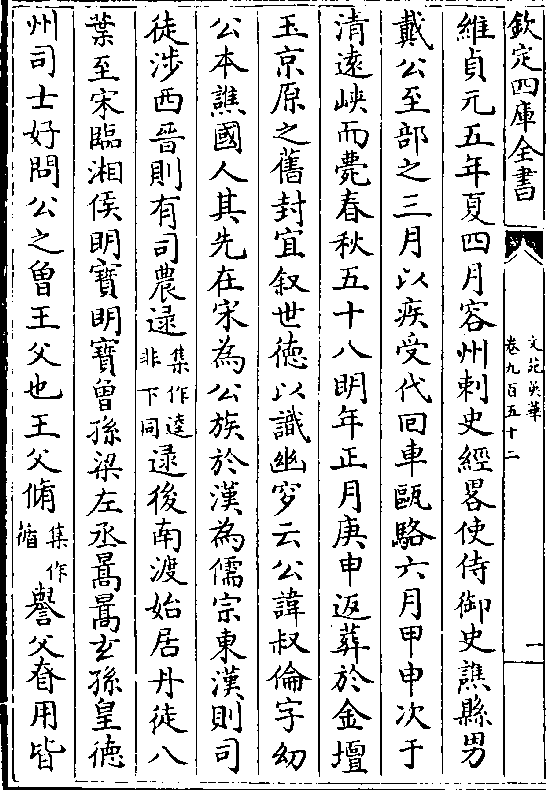 欽定四庫全書
文苑英華
卷九百五十二
一
維貞元五年夏四月容州刺史經畧使侍御史譙縣男
戴公至部之三月以疾受代回車甌駱六月甲申次于
清遠峽而薨春秋五十八明年正月庚申返葬於金壇
玉京原之舊封宜叙世徳以識幽穸云公諱叔倫字幼
公本譙國人其先在宋為公族於漢為儒宗東漢則司
徒涉西晉則有司農逯集作逵非下同逯後南渡始居丹徒八
葉至宋臨湘侯明寳明寳曾孫梁左丞暠暠玄孫皇徳
州司士好問公之曽王父也王父脩集作循譽父昚用皆